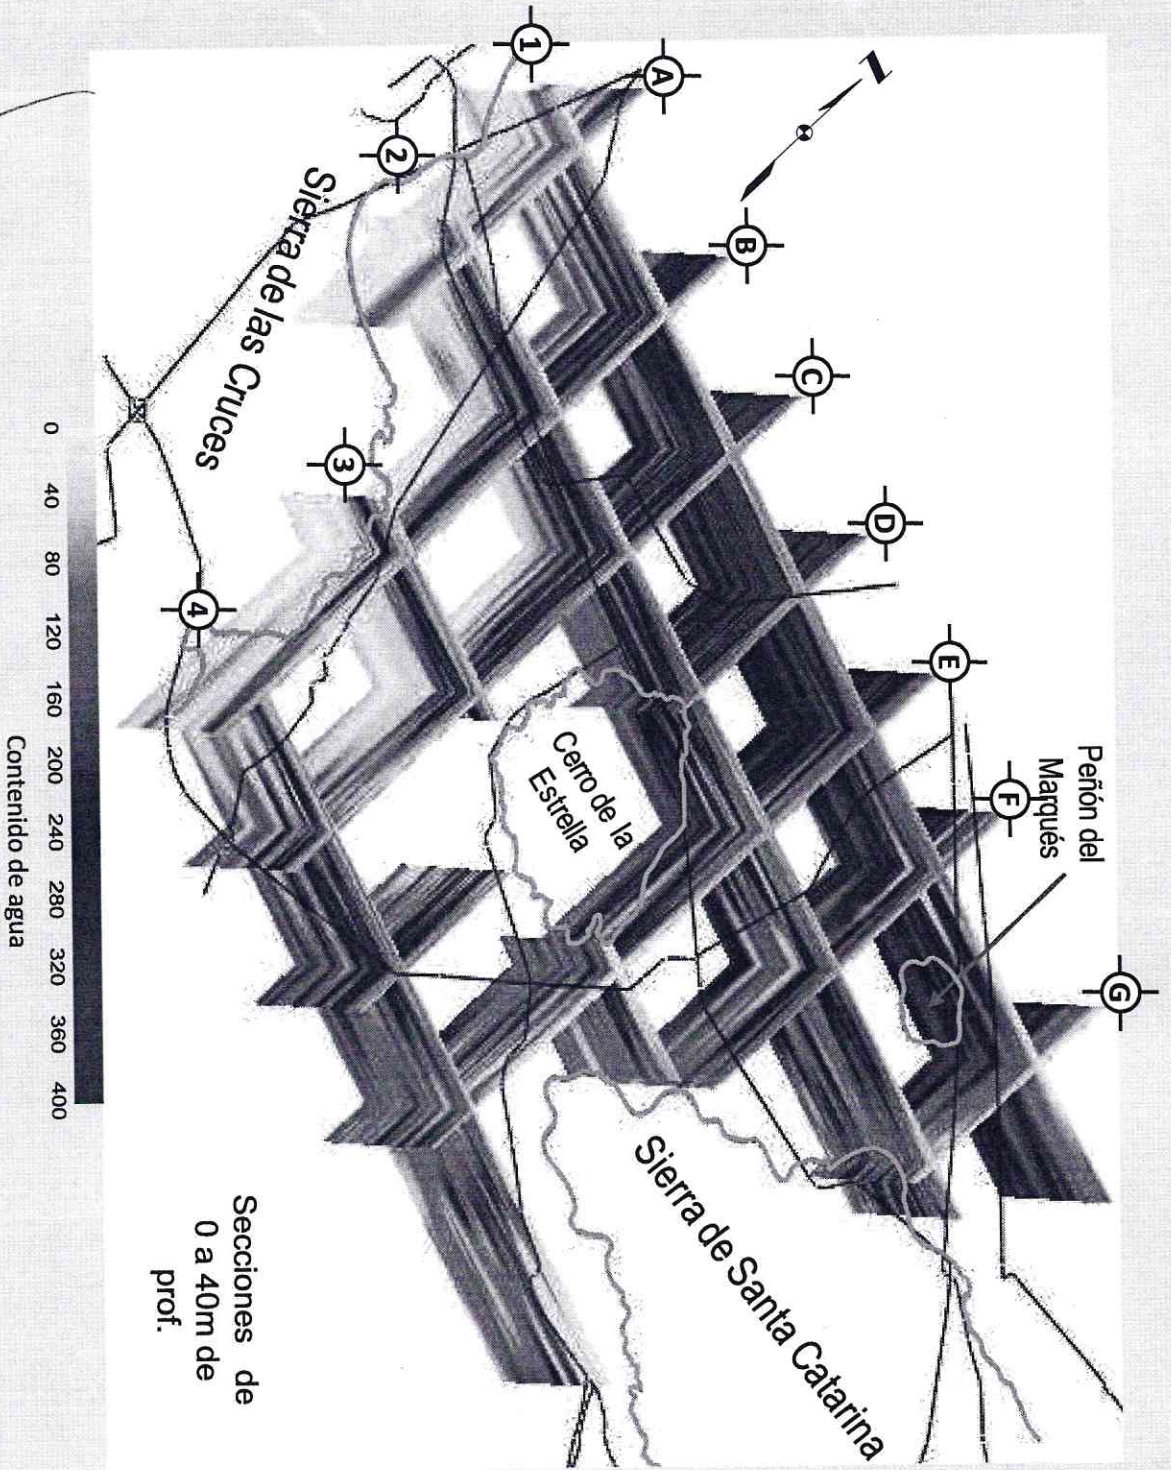 N
Peñón del
Marqués
G
F
E
D
C
B
A
1
2
3
4
Cerro de la
Estrella
Sierra de Santa Catarina
Sierra de las Cruces
Secciones de
0 a 40m de
prof.
0 40 80 120 160 200 240 280 320 360 400
Contenido de agua